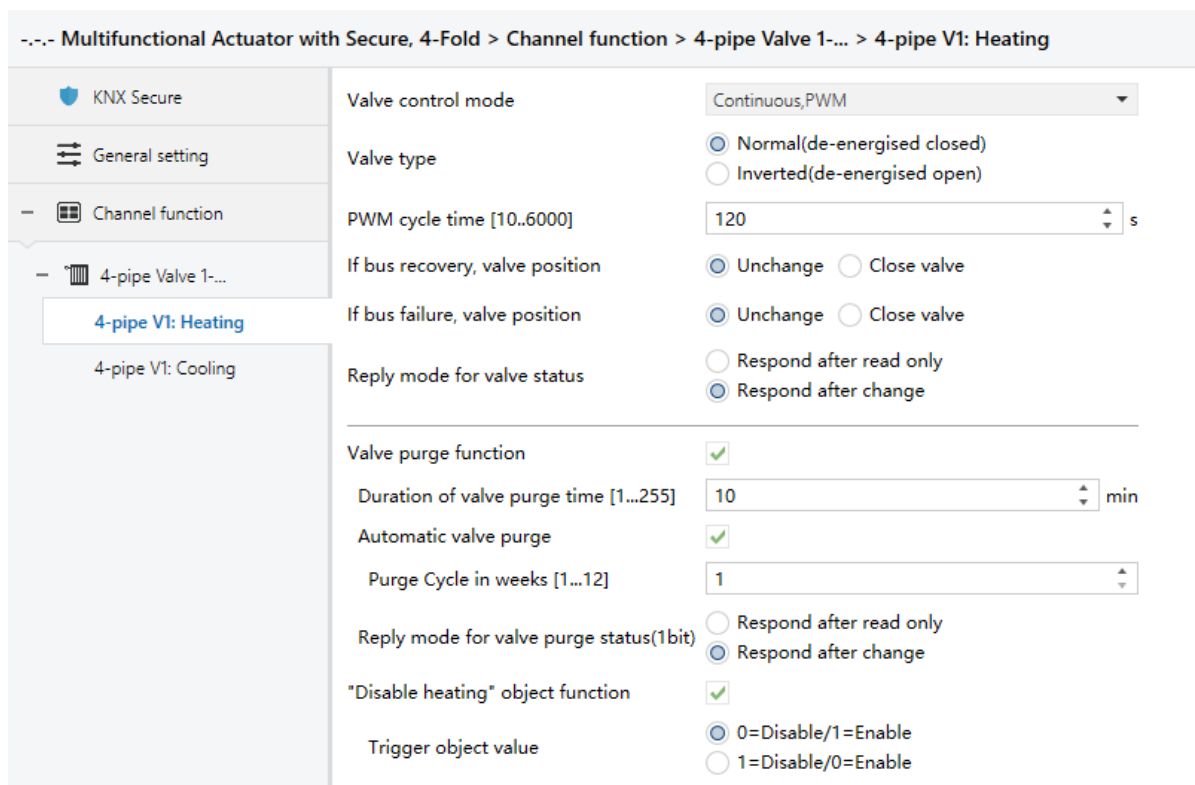 -.-.- Multifunctional Actuator with Secure, 4-Fold > Channel function > 4-pipe Valve 1-... > 4-pipe V1: Heating
KNX Secure
General setting
Channel function
4-pipe Valve 1-...
4-pipe V1: Heating
4-pipe V1: Cooling
Valve control mode
Continuous,PWM
Valve type
Normal(de-energised closed)
Inverted(de-energised open)
PWM cycle time [10..6000]
120 s
If bus recovery, valve position
Unchange Close valve
If bus failure, valve position
Unchange Close valve
Reply mode for valve status
Respond after read only
Respond after change
Valve purge function
Duration of valve purge time [1...255]
10 min
Automatic valve purge
Purge Cycle in weeks [1...12]
1
Reply mode for valve purge status(1bit)
Respond after read only
Respond after change
"Disable heating" object function
Trigger object value
0=Disable/1=Enable
1=Disable/0=Enable